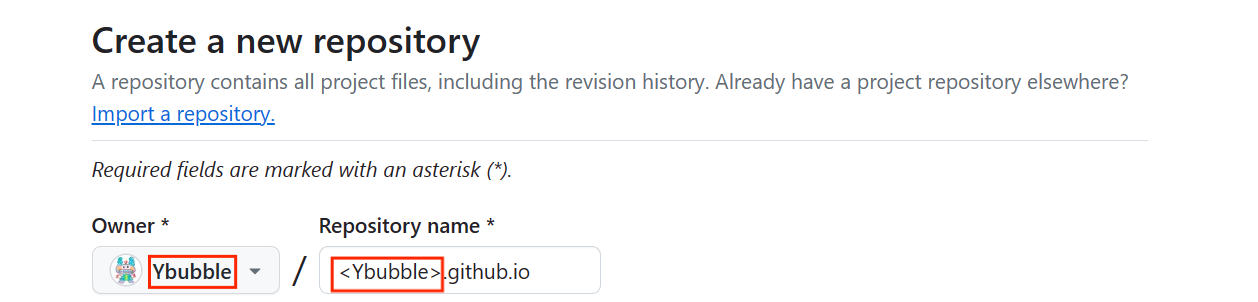 Create a new repository
A repository contains all project files, including the revision history. Already have a project repository elsewhere?
Import a repository.
Required fields are marked with an asterisk (*).
Owner * Repository name *
Ybubble / <Ybubble>.github.io